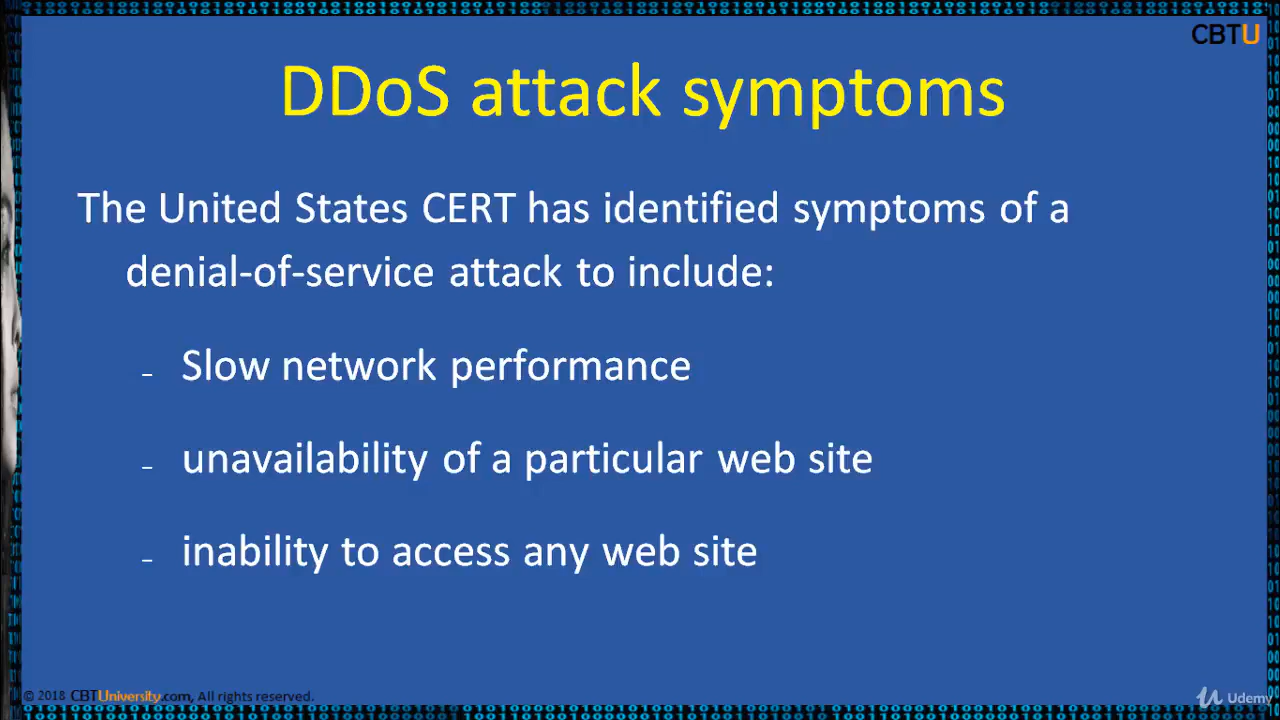 CBTU
DDoS attack symptoms
The United States CERT has identified symptoms of a
denial-of-service attack to include:
– Slow network performance
– unavailability of a particular web site
– inability to access any web site
© 2018 CBTUniversity.com, All rights reserved.
Udemy